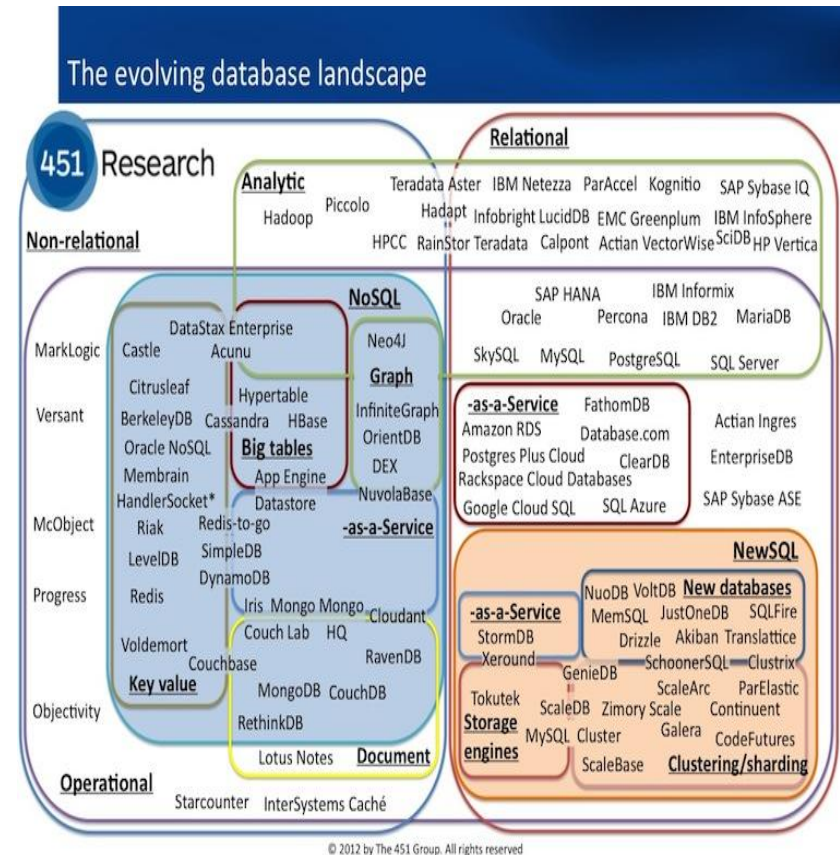 The evolving database landscape
451 Research
Relational
Analytic
Teradata Aster IBM Netezza ParAccel Kognitio SAP Sybase IQ
Hadoop Piccolo Hadapt Infobright LucidDB EMC Greenplum IBM InfoSphere
Non-relational
HPCC RainStor Teradata Calpont Actian VectorWise SciDB HP Vertica
NoSQL
SAP HANA IBM Informix
Oracle Percona IBM DB2 MariaDB
SkySQL MySQL PostgreSQL SQL Server
MarkLogic
Versant
McObject
Progress
Objectivity
DataStax Enterprise
Castle Acunu
Citrusleaf
BerkeleyDB Cassandra HBase
Hypertable
Oracle NoSQL
Big tables
Membrain
App Engine
HandlerSocket*
Datastore
Riak Redis-to-go
LevelDB SimpleDB
DynamoDB
Redis
Voldemort
Couchbase
Key value
Neo4J
Graph
InfiniteGraph
OrientDB
DEX
NuvolaBase
-as-a-Service
Iris Mongo Mongo Cloudant
Couch Lab HQ
RavenDB
MongoDB CouchDB
RethinkDB
Lotus Notes Document
Operational
Starcounter InterSystems Caché
-as-a-Service FathomDB
Amazon RDS Database.com
Postgres Plus Cloud ClearDB
Rackspace Cloud Databases
Google Cloud SQL SQL Azure
Actian Ingres
EnterpriseDB
SAP Sybase ASE
NewSQL
NuoDB VoltDB New databases
MemSQL JustOneDB SQLFire
Drizzle Akiban Translattice
SchoonerSQL Clustrix
-as-a-Service
StormDB
Xeround
GenieDB
ScaleArc ParElastic
Tokutek
ScaleDB Zimory Scale Continuent
Storage
engines
MySQL Cluster Galera CodeFutures
ScaleBase Clustering/sharding
© 2012 by The 451 Group. All rights reserved